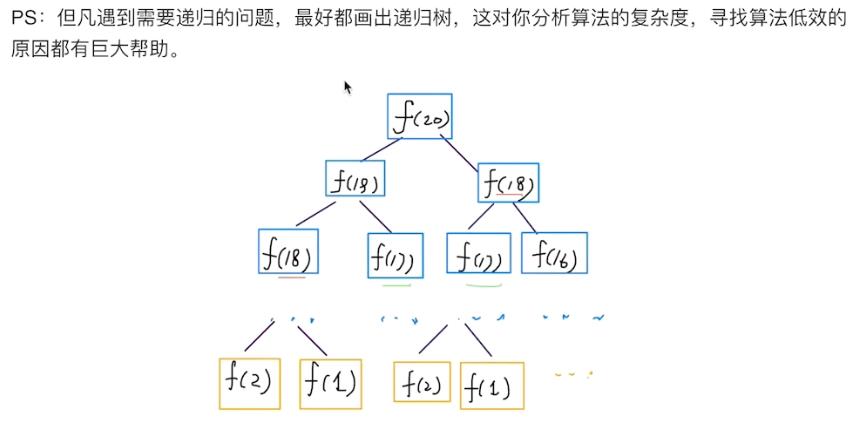 PS：但凡遇到需要递归的问题，最好都画出递归树，这对你分析算法的复杂度，寻找算法低效的
原因都有巨大帮助。
f(20)
f(19) f(18)
f(18) f(17) f(17) f(16)
f(2) f(1) f(2) f(1)